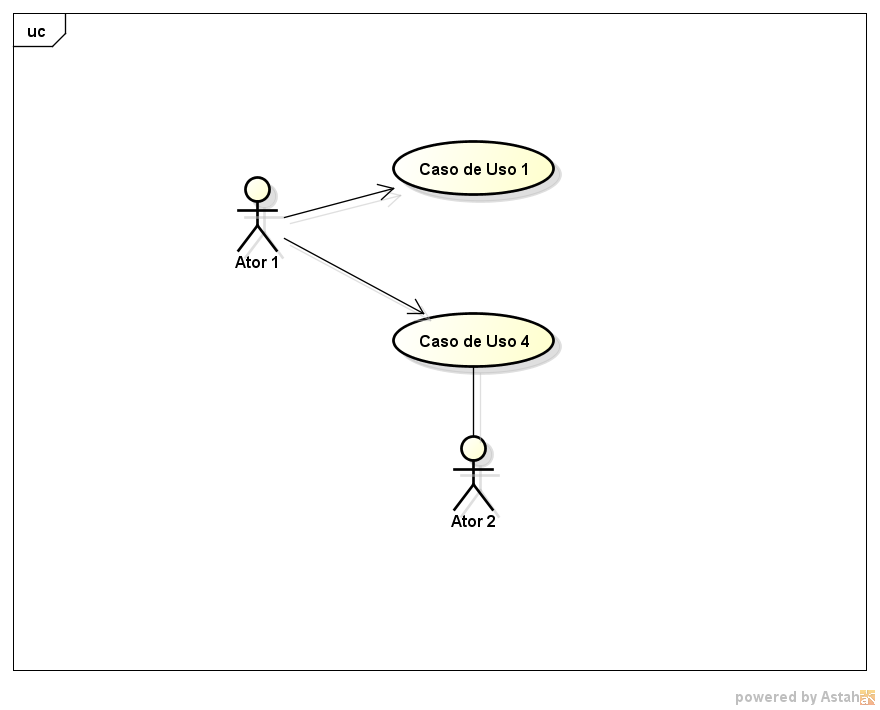 uc
Caso de Uso 1
Ator 1
Caso de Uso 4
Ator 2
powered by Astah